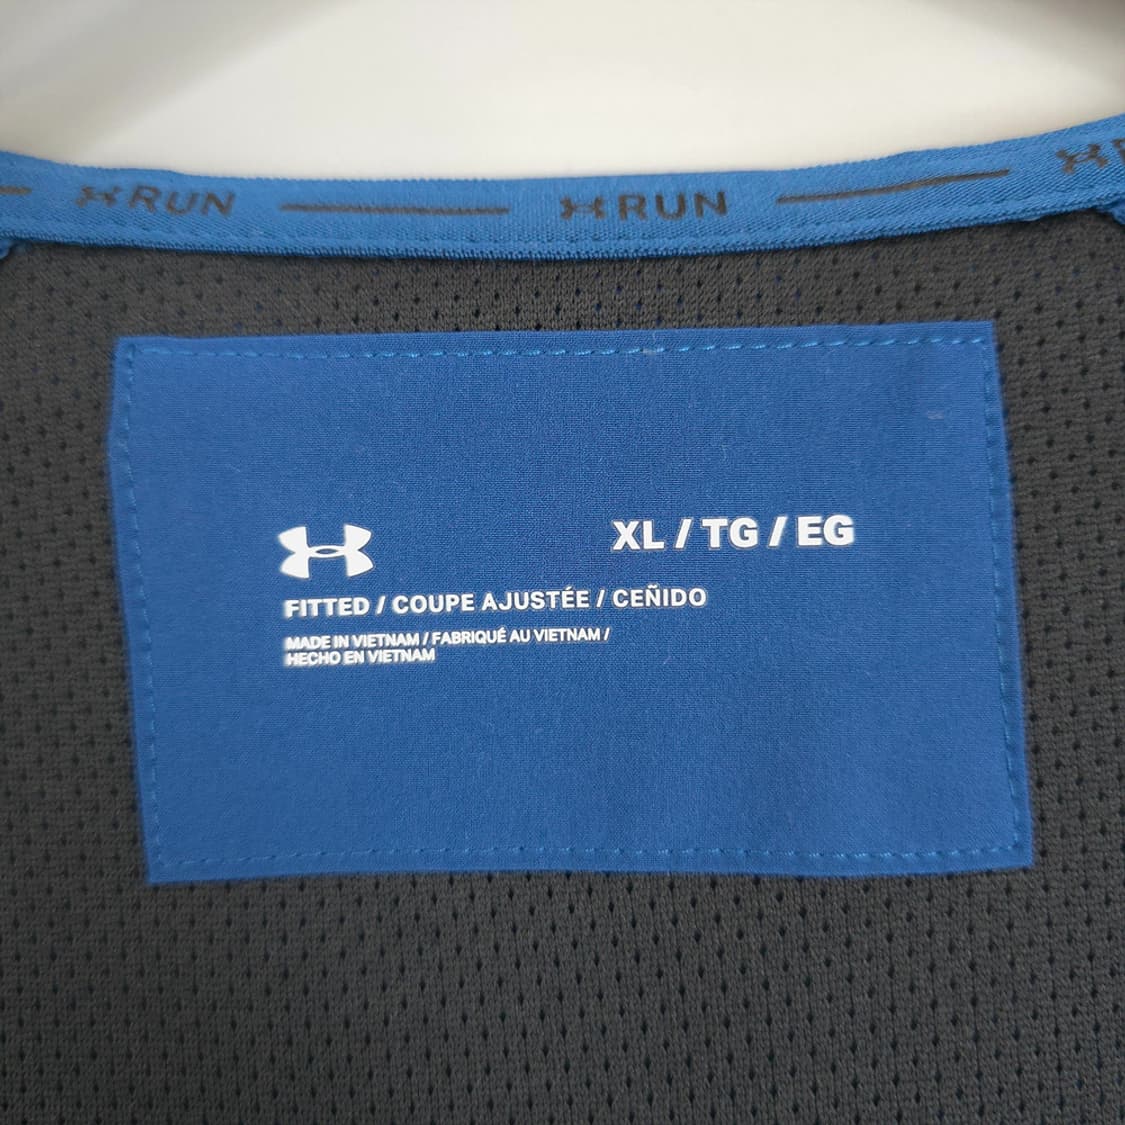 RUN RUN
XL / TG / EG
FITTED / COUPE AJUSTÉE / CEÑIDO
MADE IN VIETNAM / FABRIQUÉ AU VIETNAM /
HECHO EN VIETNAM